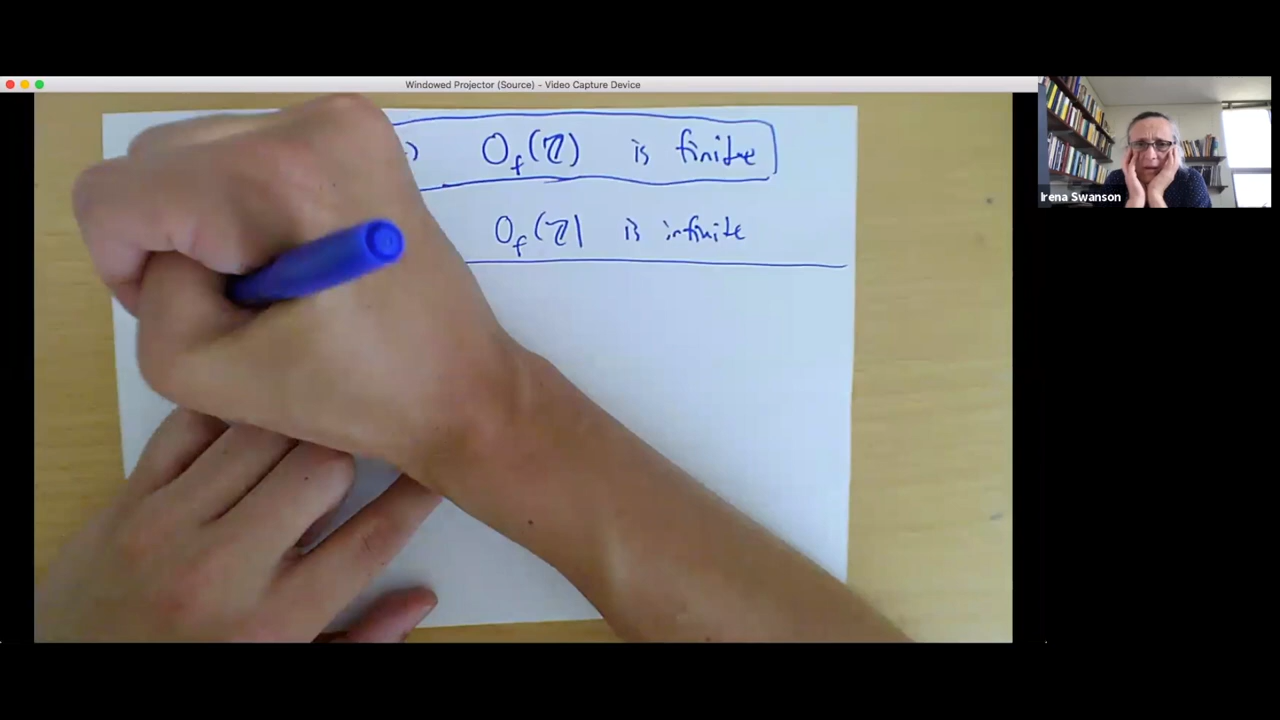 Windowed Projector (Source) - Video Capture Device
) O_f(ℤ) is finite
O_f(ℤ) is infinite
Irena Swanson